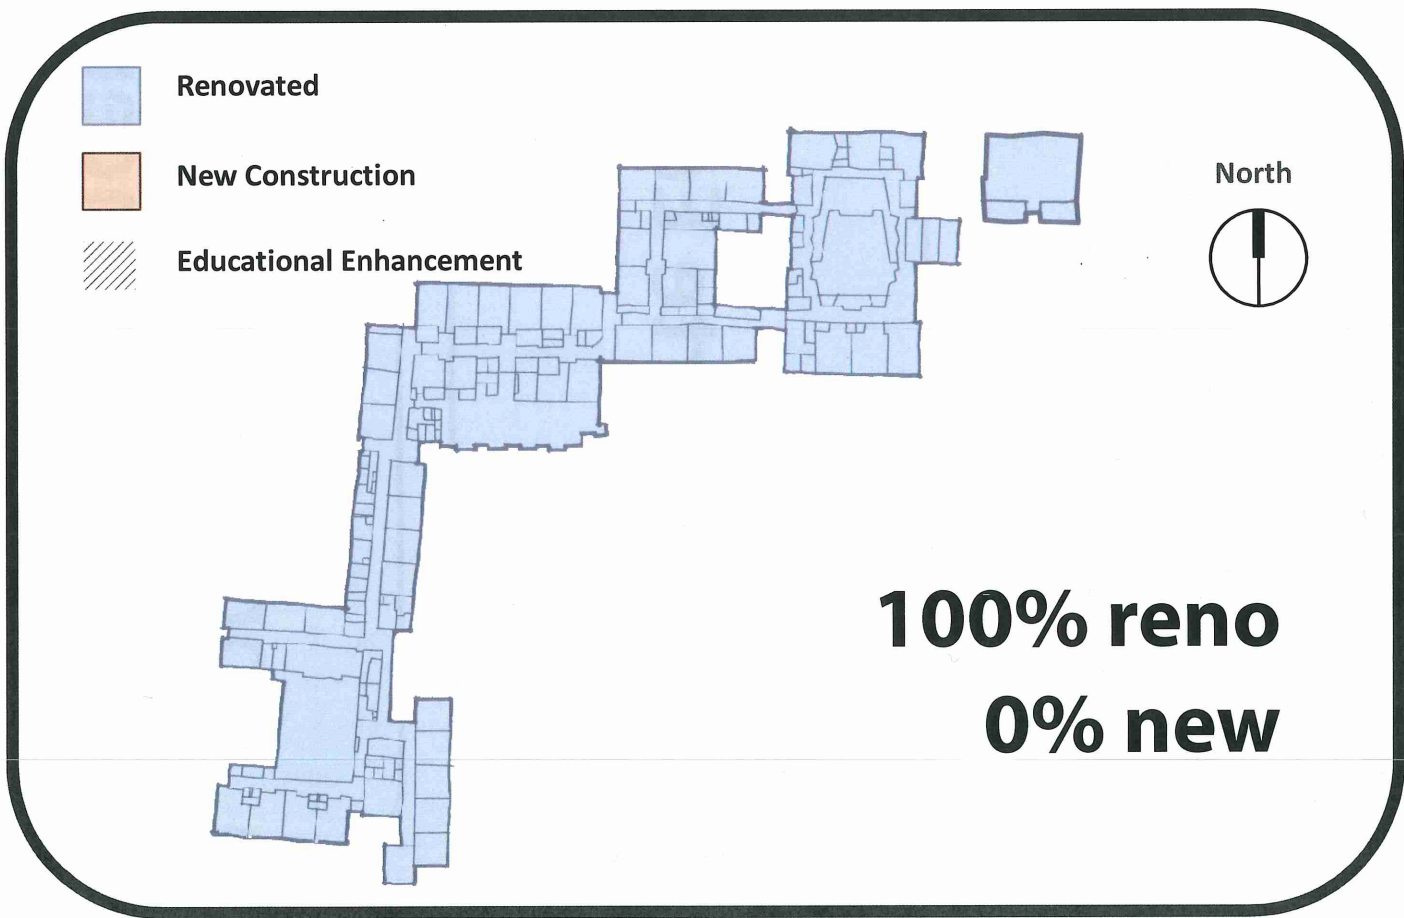 Renovated
New Construction
Educational Enhancement
North
100% reno
0% new